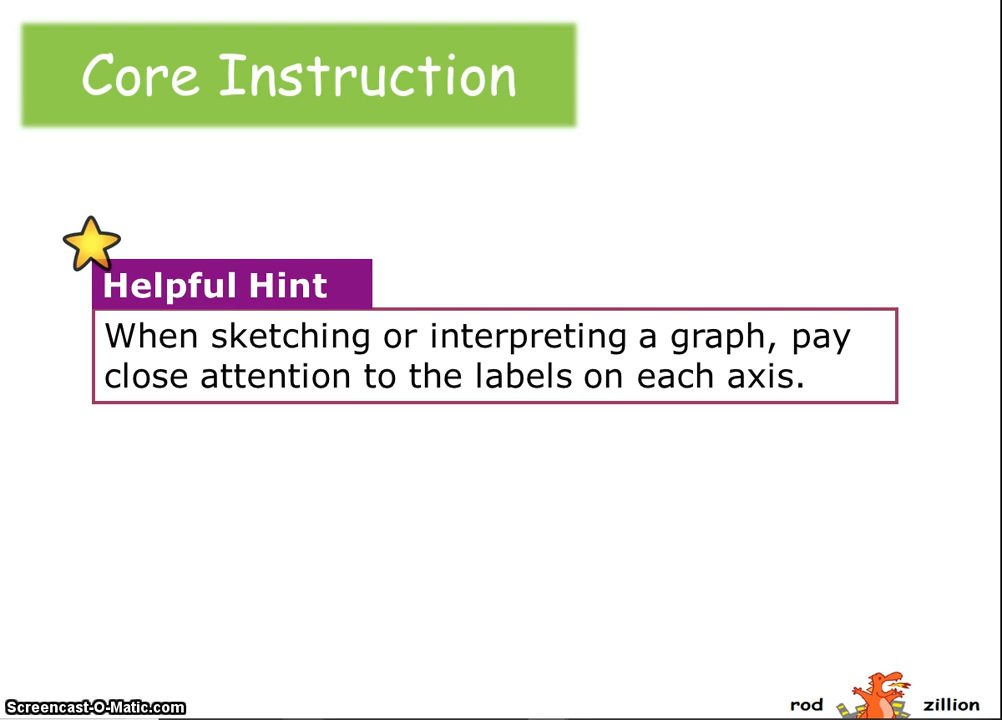 Core Instruction
Helpful Hint
When sketching or interpreting a graph, pay
close attention to the labels on each axis.
Screencast-O-Matic.com
rod zillion